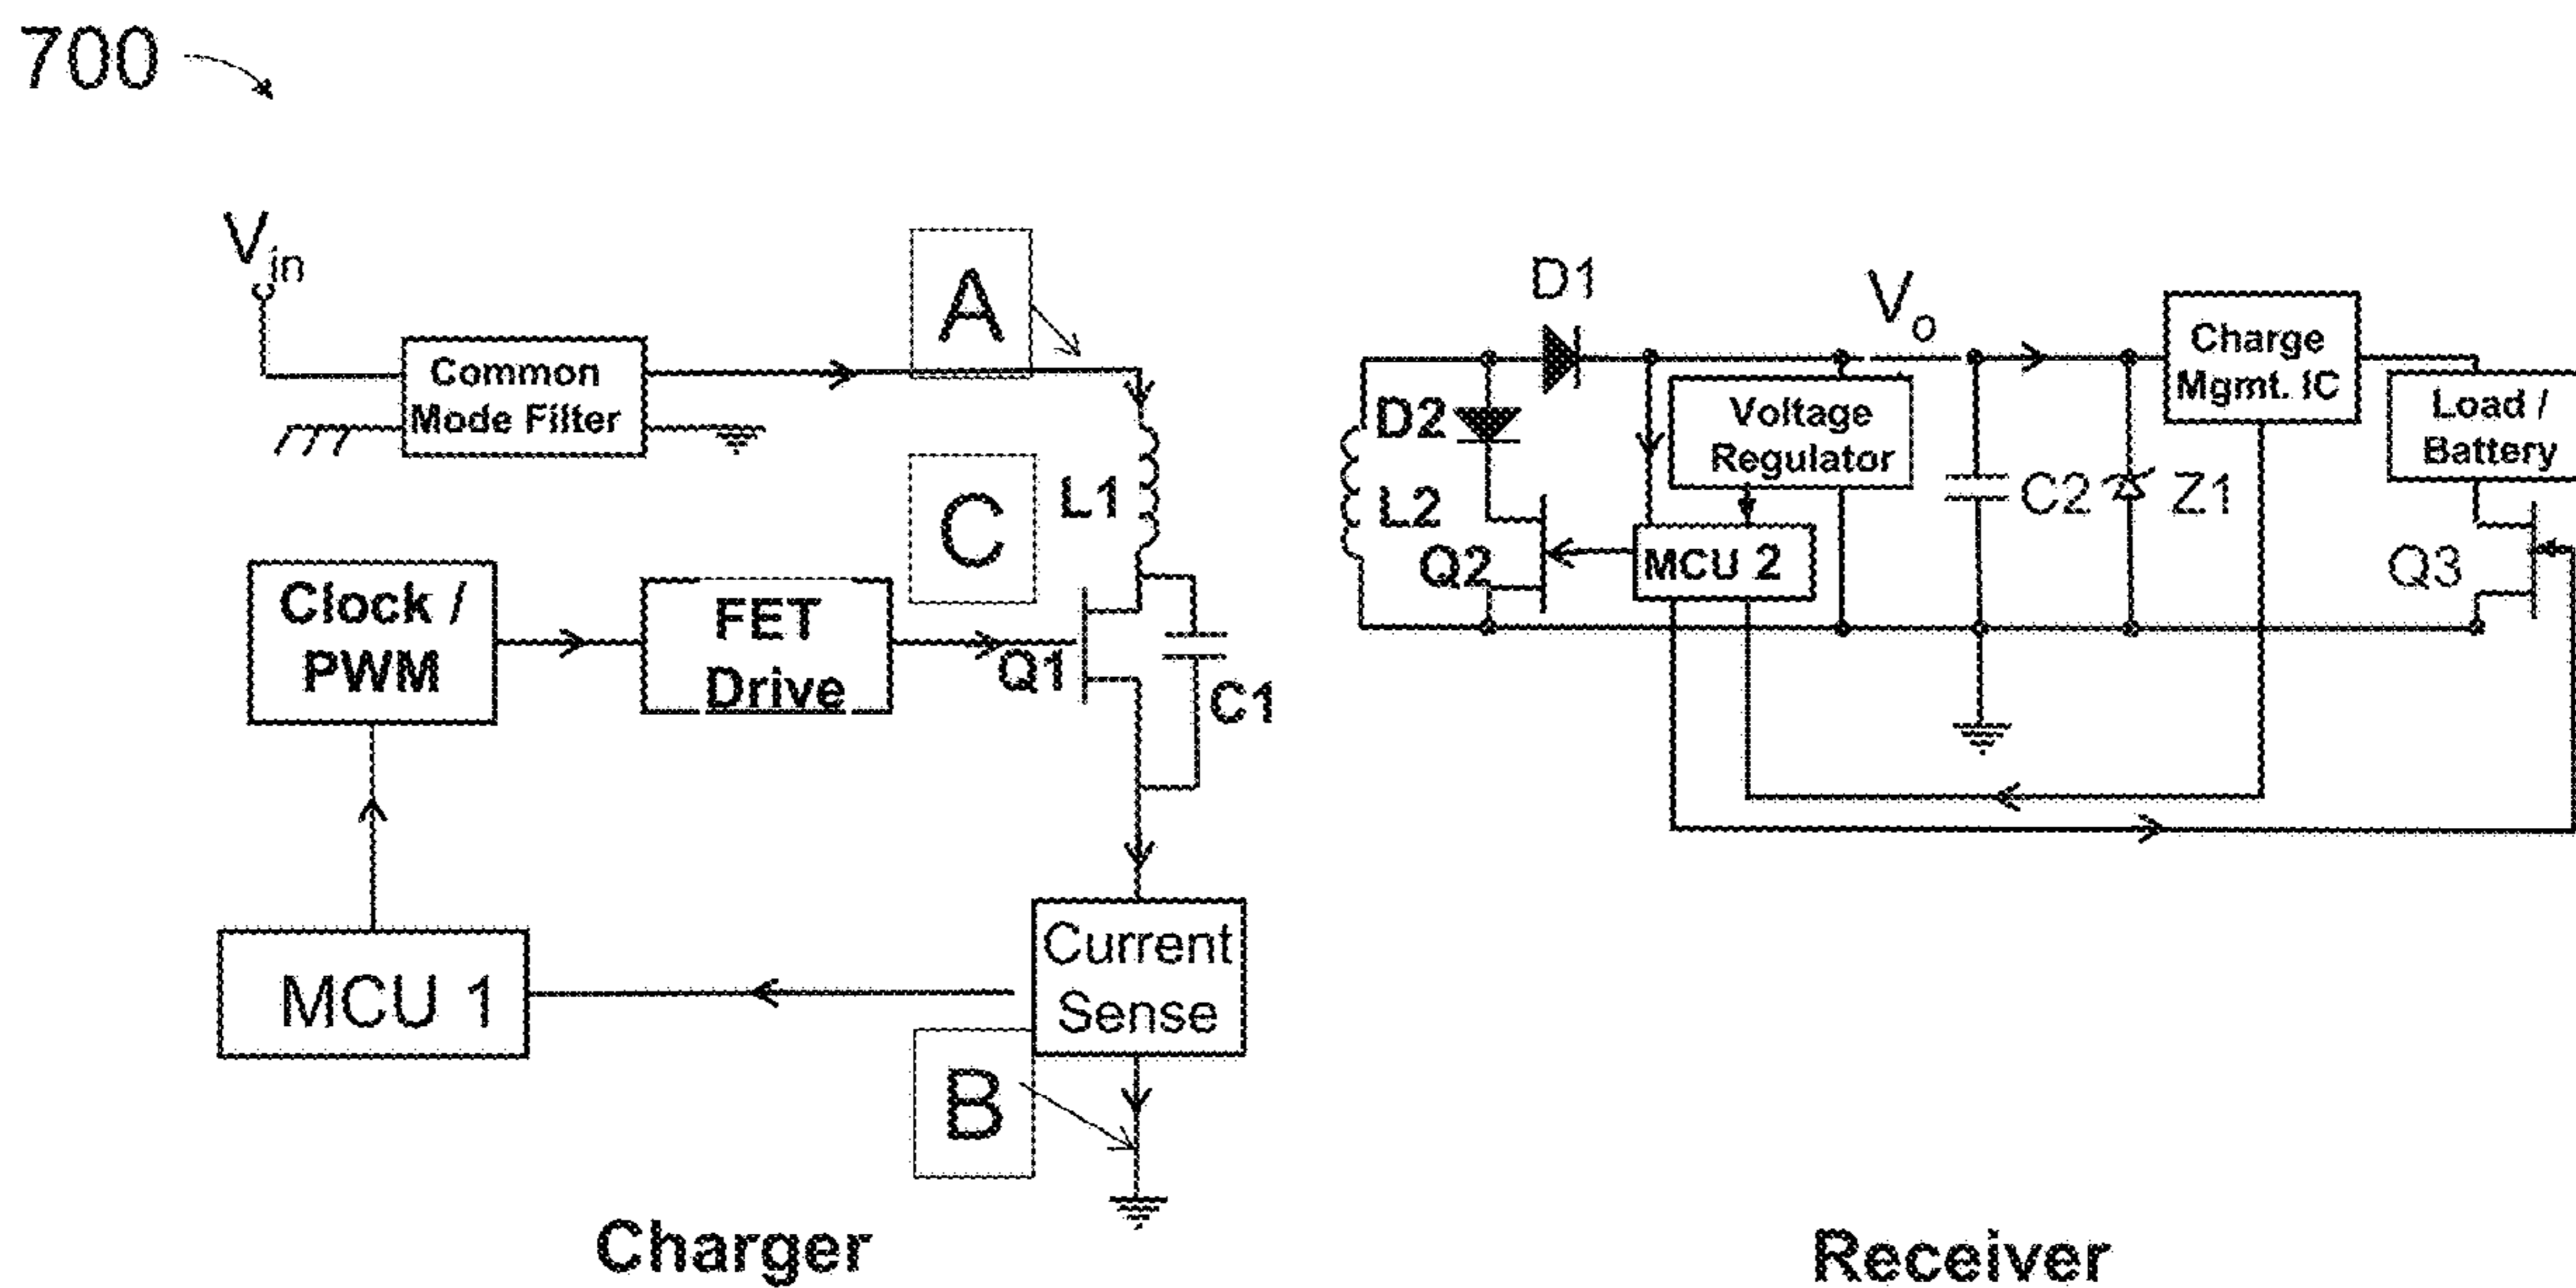 700
Vin
A
Common
Mode Filter
C
L1
Clock /
PWM
FET
Drive
Q1
C1
MCU 1
Current
Sense
B
Charger
D1
Vo
Charge
Mgmt. IC
D2
Voltage
Regulator
Load /
Battery
L2
C2
Z1
Q2
MCU 2
Q3
Receiver